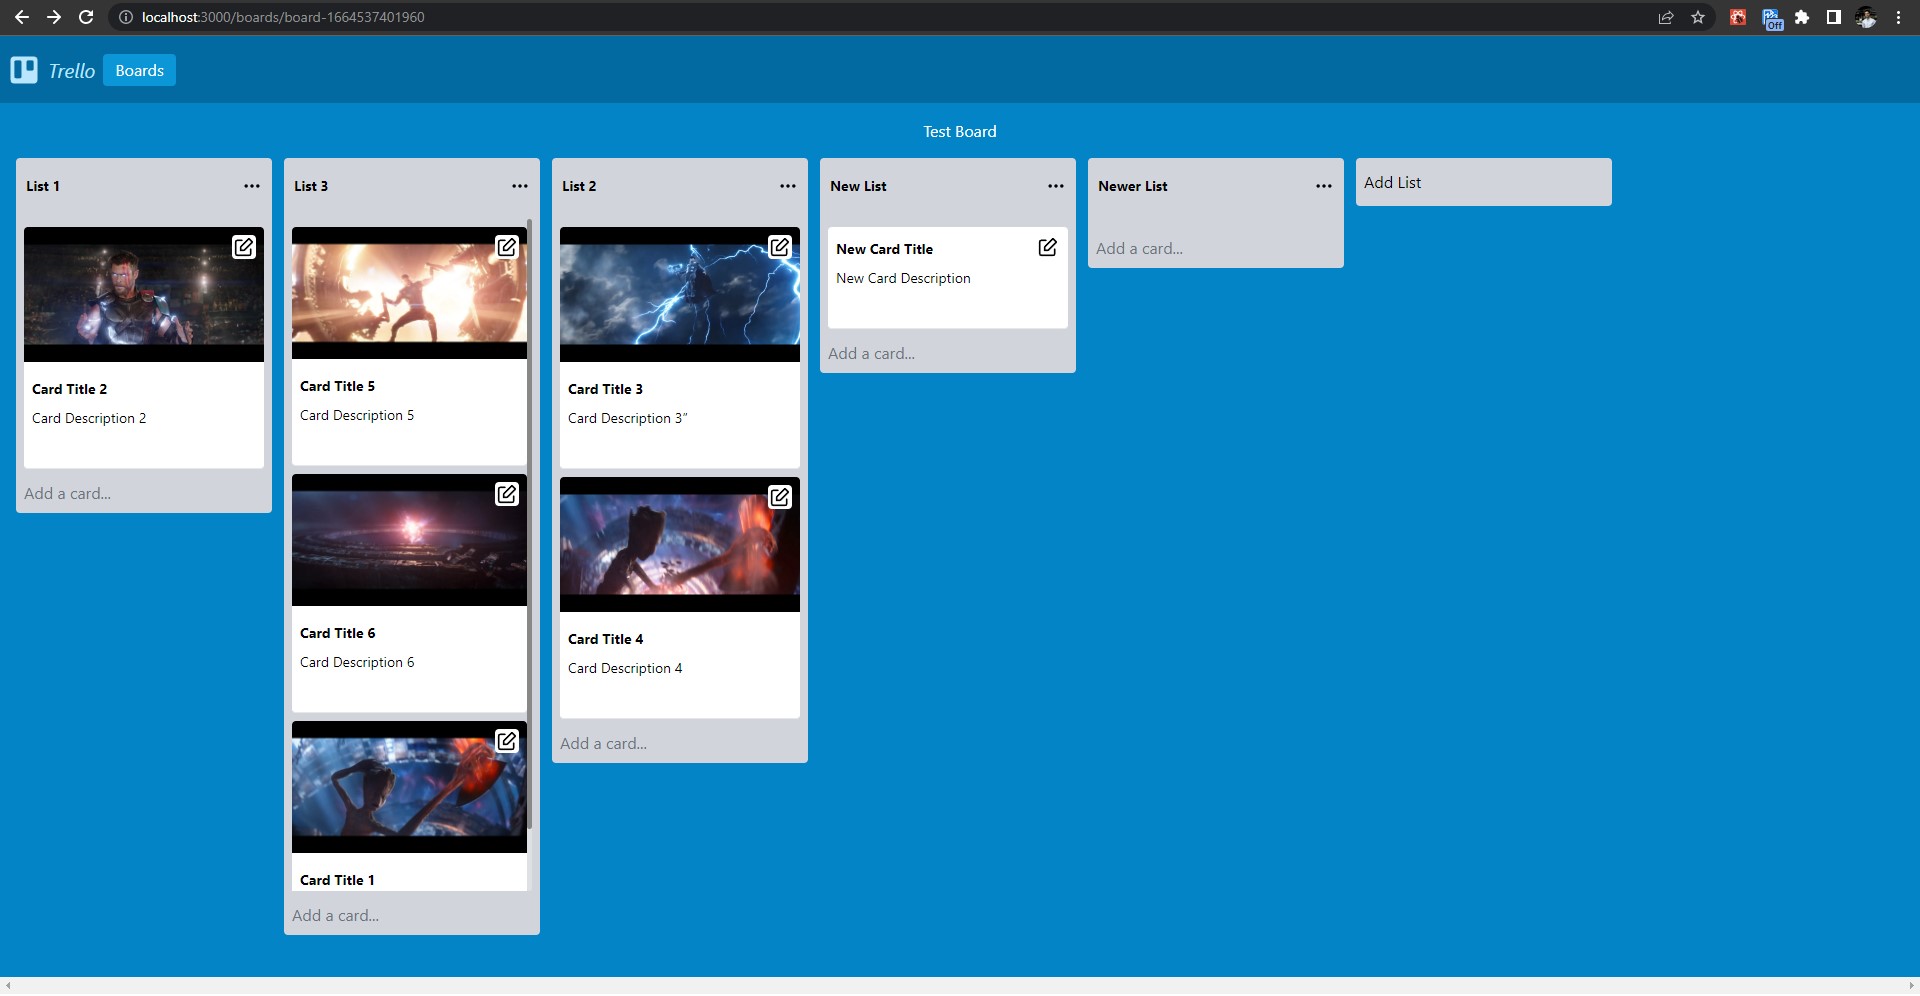 localhost:3000/boards/board-1664537401960
Off
Trello Boards
Test Board
List 1
Card Title 2
Card Description 2
Add a card...
List 3
Card Title 5
Card Description 5
Card Title 6
Card Description 6
Card Title 1
Add a card...
List 2
Card Title 3
Card Description 3"
Card Title 4
Card Description 4
Add a card...
New List
New Card Title
New Card Description
Add a card...
Newer List
Add a card...
Add List